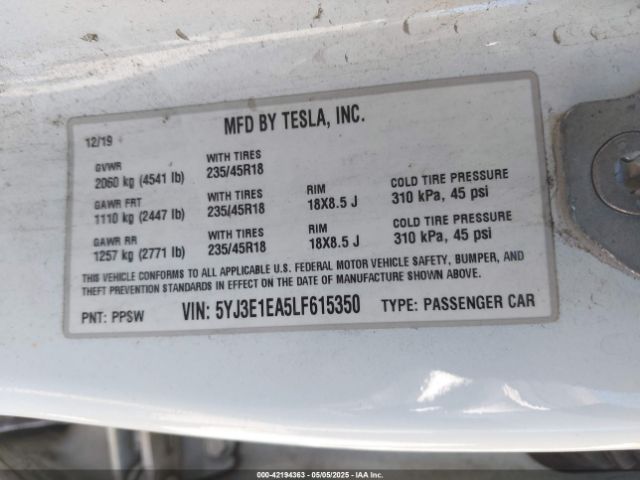 MFD BY TESLA, INC.
12/19
GVWR
2060 kg (4541 lb)
WITH TIRES
235/45R18
GAWR FRT
1110 kg (2447 lb)
WITH TIRES
235/45R18
RIM
18X8.5 J
COLD TIRE PRESSURE
310 kPa, 45 psi
GAWR RR
1257 kg (2771 lb)
WITH TIRES
235/45R18
RIM
18X8.5 J
COLD TIRE PRESSURE
310 kPa, 45 psi
THIS VEHICLE CONFORMS TO ALL APPLICABLE U.S. FEDERAL MOTOR VEHICLE SAFETY, BUMPER, AND
THEFT PREVENTION STANDARDS IN EFFECT ON THE DATE OF MANUFACTURE SHOWN ABOVE.
PNT: PPSW
VIN: 5YJ3E1EA5LF615350
TYPE: PASSENGER CAR
000-42194363 - 05/05/2025 - IAA Inc.